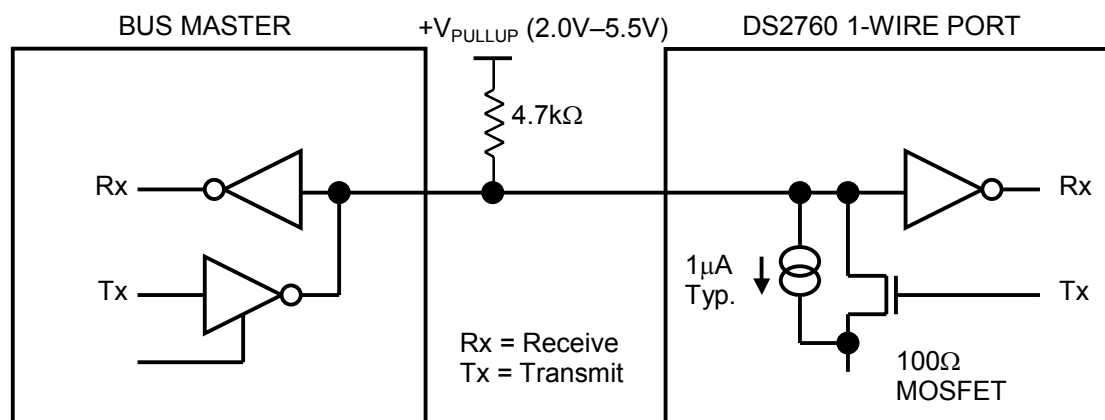 BUS MASTER
+VPULLUP (2.0V–5.5V)
DS2760 1-WIRE PORT
4.7kΩ
Rx
Rx
1μA
Typ.
Tx
Tx
Rx = Receive
Tx = Transmit
100Ω
MOSFET